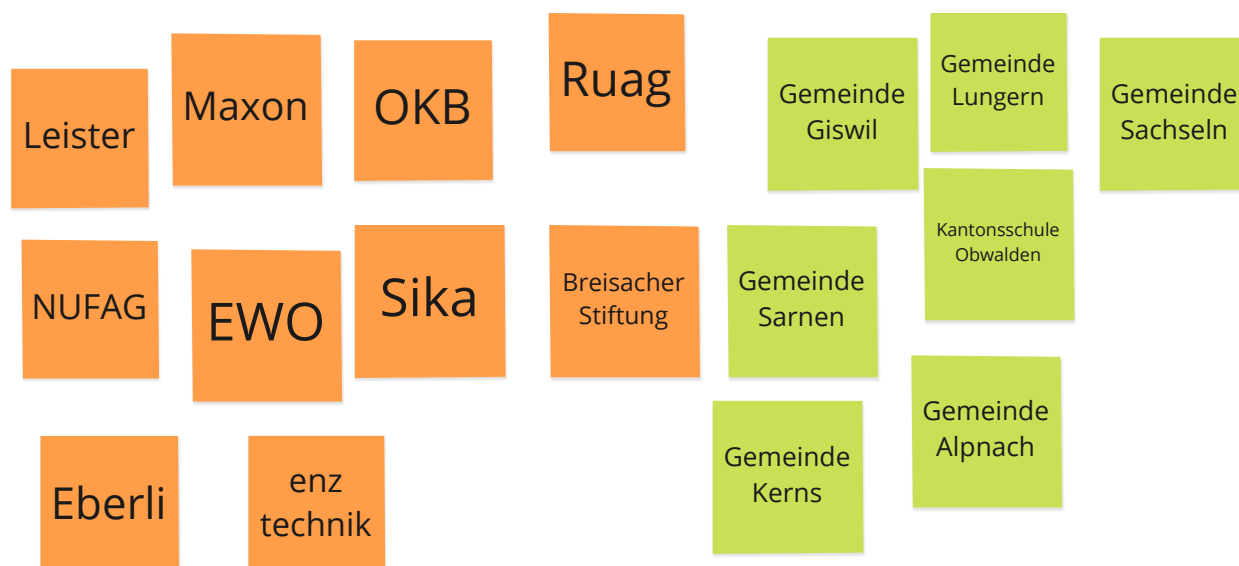 Leister
Maxon
OKB
Ruag
Gemeinde
Giswil
Gemeinde
Lungern
Gemeinde
Sachseln
NUFAG
EWO
Sika
Breisacher
Stiftung
Gemeinde
Sarnen
Kantonsschule
Obwalden
Eberli
enz
technik
Gemeinde
Kerns
Gemeinde
Alpnach